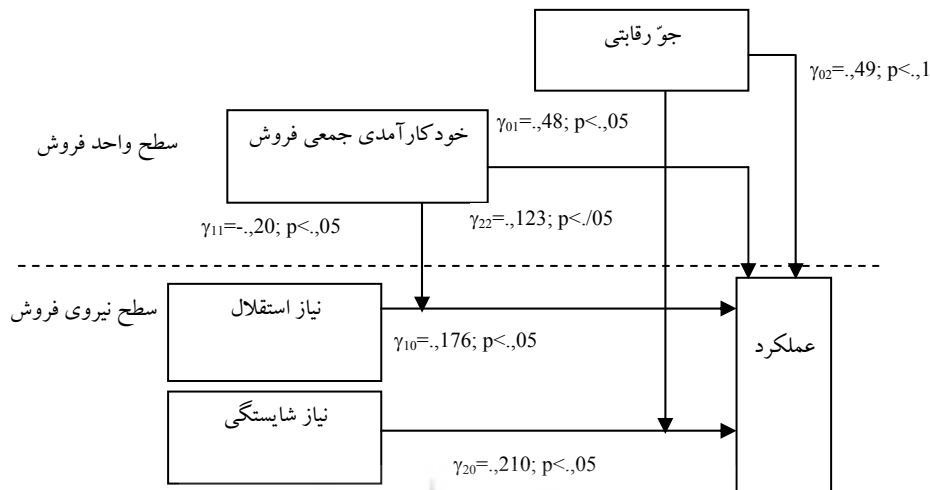 جوّ رقابتی
γ02=.,49; p<.,1
خودکارآمدی جمعی فروش
γ01=.,48; p<.,05
سطح واحد فروش
γ11=-.,20; p<.,05
γ22=.,123; p<./05
سطح نیروی فروش
نیاز استقلال
γ10=.,176; p<.,05
عملکرد
نیاز شایستگی
γ20=.,210; p<.,05